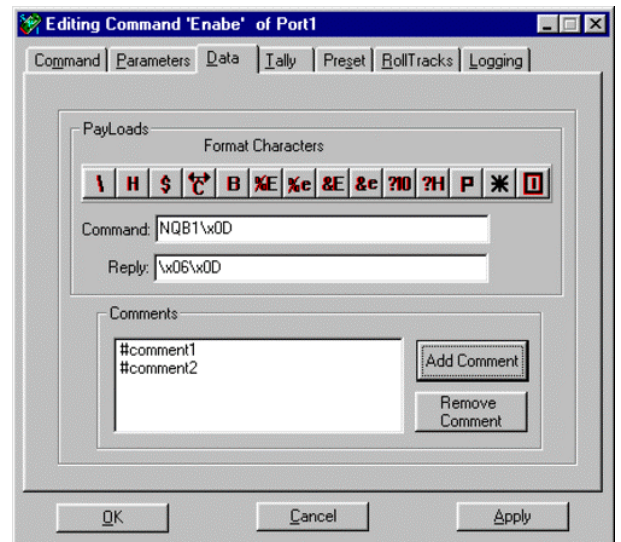 Editing Command 'Enabe' of Port1
Command Parameters Data Tally Preset RollTracks Logging
PayLoads
Format Characters
\ H $ C B %E %e &E &e ?10 ?H P * I
Command: NQB1\x0D
Reply: \x06\x0D
Comments
#comment1
#comment2
Add Comment
Remove
Comment
OK Cancel Apply